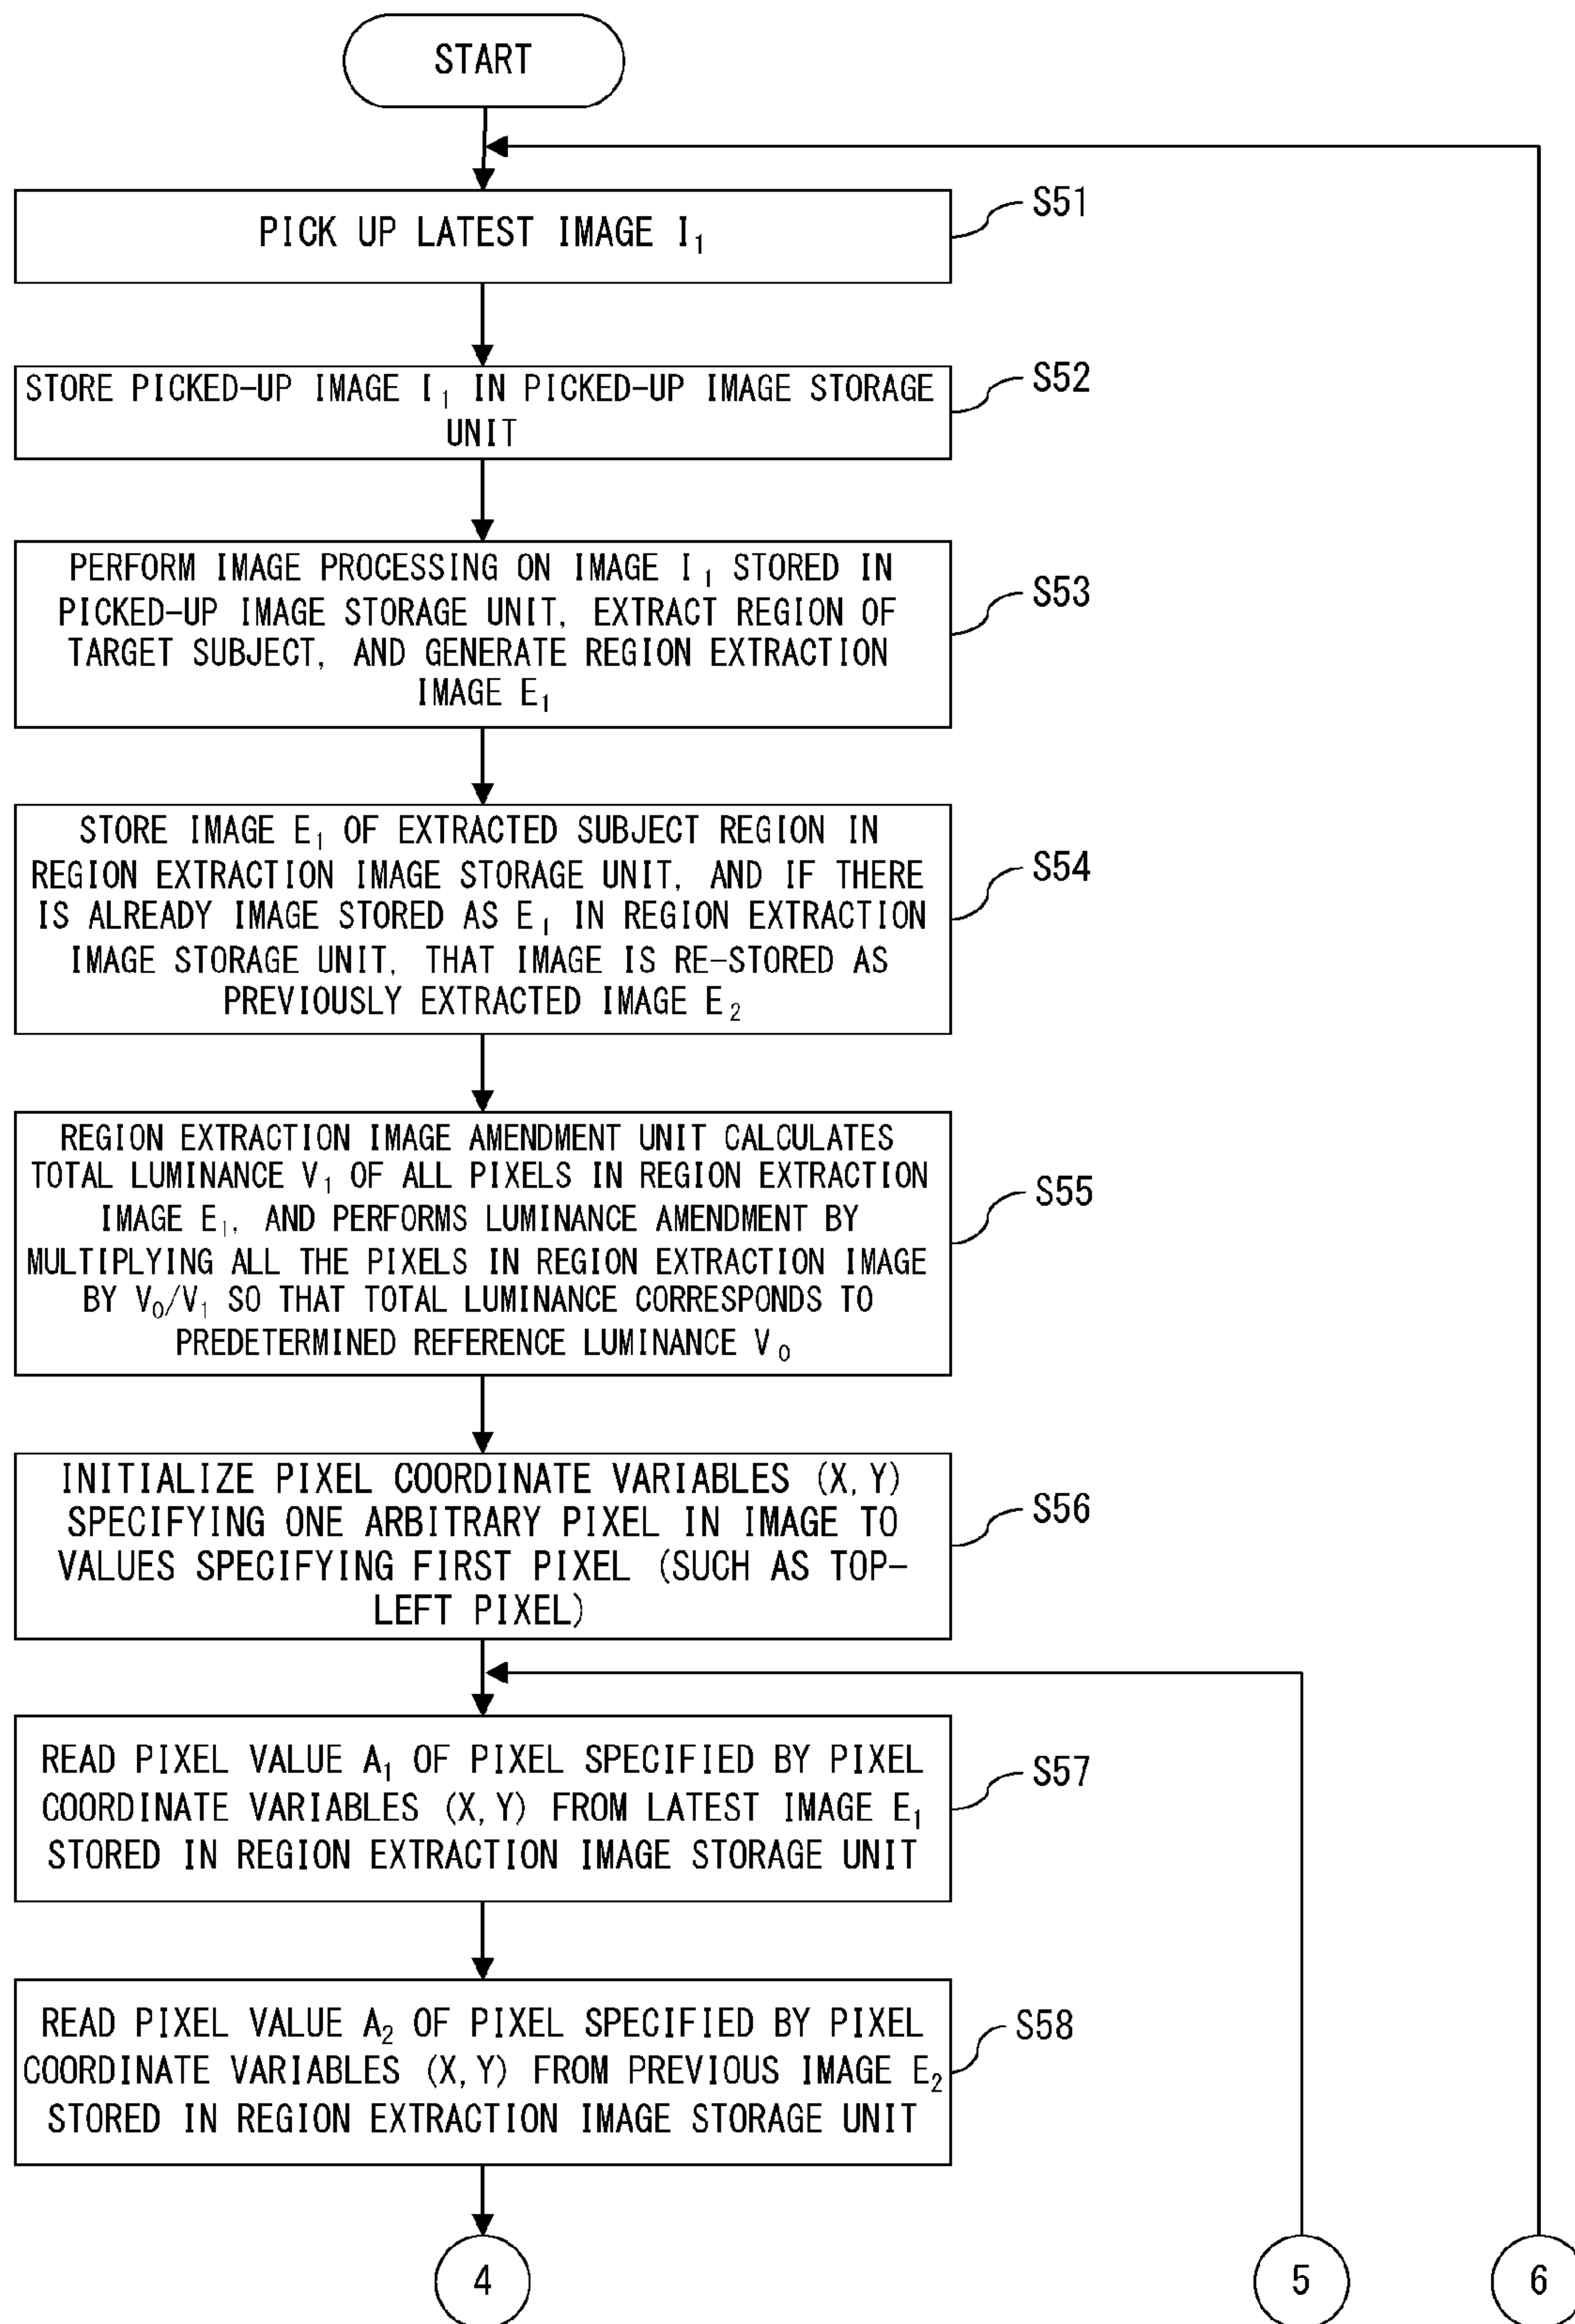 START
PICK UP LATEST IMAGE I₁
S51
STORE PICKED-UP IMAGE I₁ IN PICKED-UP IMAGE STORAGE
UNIT
S52
PERFORM IMAGE PROCESSING ON IMAGE I₁ STORED IN
PICKED-UP IMAGE STORAGE UNIT, EXTRACT REGION OF
TARGET SUBJECT, AND GENERATE REGION EXTRACTION
IMAGE E₁
S53
STORE IMAGE E₁ OF EXTRACTED SUBJECT REGION IN
REGION EXTRACTION IMAGE STORAGE UNIT, AND IF THERE
IS ALREADY IMAGE STORED AS E₁ IN REGION EXTRACTION
IMAGE STORAGE UNIT, THAT IMAGE IS RE-STORED AS
PREVIOUSLY EXTRACTED IMAGE E₂
S54
REGION EXTRACTION IMAGE AMENDMENT UNIT CALCULATES
TOTAL LUMINANCE V₁ OF ALL PIXELS IN REGION EXTRACTION
IMAGE E₁, AND PERFORMS LUMINANCE AMENDMENT BY
MULTIPLYING ALL THE PIXELS IN REGION EXTRACTION IMAGE
BY V₀/V₁ SO THAT TOTAL LUMINANCE CORRESPONDS TO
PREDETERMINED REFERENCE LUMINANCE V₀
S55
INITIALIZE PIXEL COORDINATE VARIABLES (X, Y)
SPECIFYING ONE ARBITRARY PIXEL IN IMAGE TO
VALUES SPECIFYING FIRST PIXEL (SUCH AS TOP-
LEFT PIXEL)
S56
READ PIXEL VALUE A₁ OF PIXEL SPECIFIED BY PIXEL
COORDINATE VARIABLES (X, Y) FROM LATEST IMAGE E₁
STORED IN REGION EXTRACTION IMAGE STORAGE UNIT
S57
READ PIXEL VALUE A₂ OF PIXEL SPECIFIED BY PIXEL
COORDINATE VARIABLES (X, Y) FROM PREVIOUS IMAGE E₂
STORED IN REGION EXTRACTION IMAGE STORAGE UNIT
S58
4
5
6